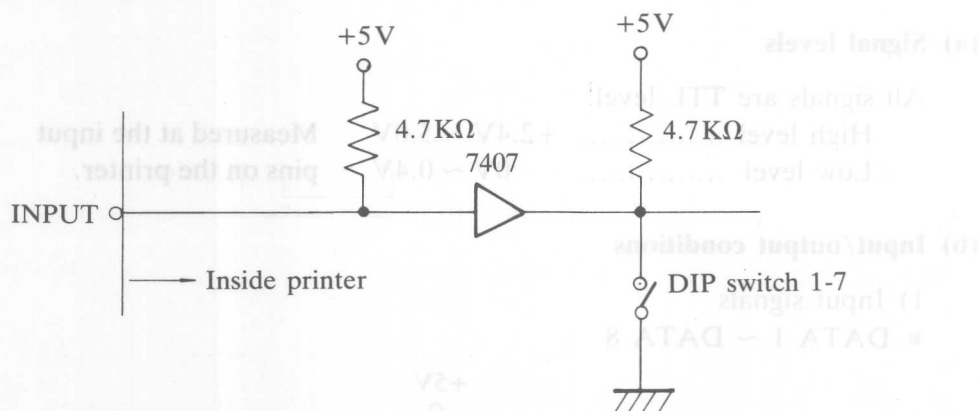 +5V
+5V
4.7KΩ
4.7KΩ
7407
INPUT
Inside printer
DIP switch 1-7
(a) Signal levels
All signals are TTL level.
High level
+2.4V
Measured at the input
Low level
0V ~ 0.4V
pins on the printer.
(b) Input/output conditions
1) Input signals
DATA 1 ~ DATA 8
+5V